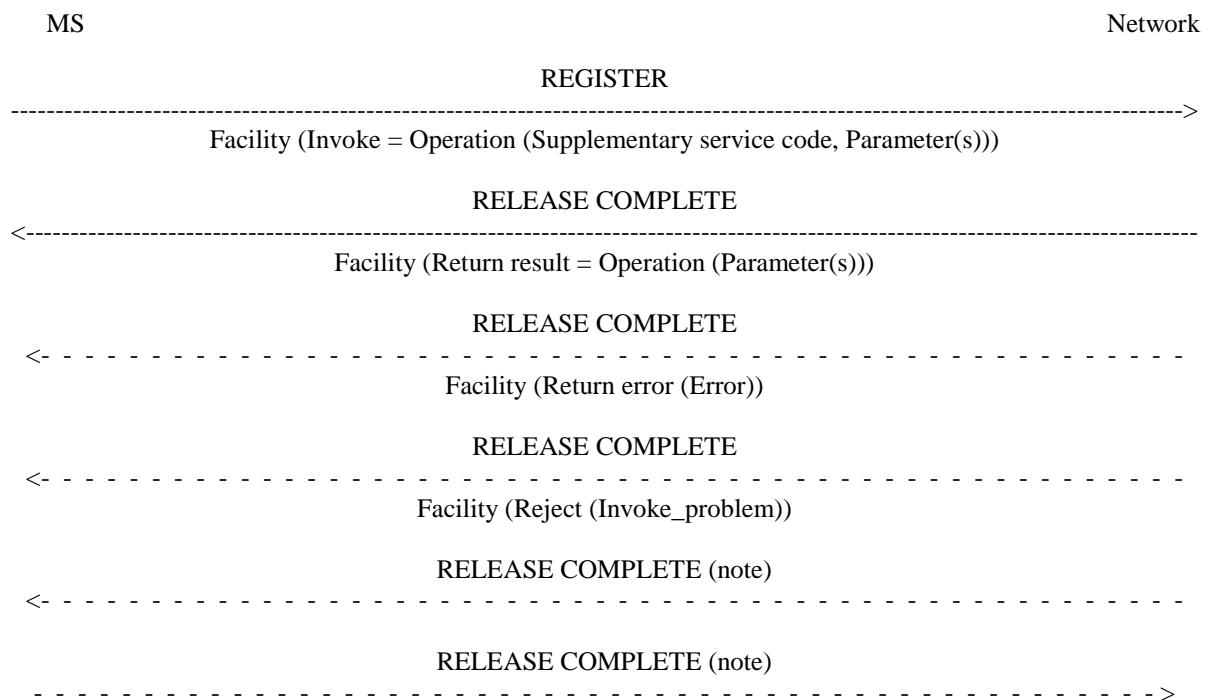 MS Network
REGISTER
------------------------------------------------------------------------------------------------------------------------------------>
Facility (Invoke = Operation (Supplementary service code, Parameter(s)))
RELEASE COMPLETE
<------------------------------------------------------------------------------------------------------------------------------------
Facility (Return result = Operation (Parameter(s)))
RELEASE COMPLETE
<- - - - - - - - - - - - - - - - - - - - - - - - - - - - - - - - - - - - - - - - - - - - - - - - - - - - - - - - - - - - - - -
Facility (Return error (Error))
RELEASE COMPLETE
<- - - - - - - - - - - - - - - - - - - - - - - - - - - - - - - - - - - - - - - - - - - - - - - - - - - - - - - - - - - - - - -
Facility (Reject (Invoke_problem))
RELEASE COMPLETE (note)
<- - - - - - - - - - - - - - - - - - - - - - - - - - - - - - - - - - - - - - - - - - - - - - - - - - - - - - - - - - - - - - -
RELEASE COMPLETE (note)
- - - - - - - - - - - - - - - - - - - - - - - - - - - - - - - - - - - - - - - - - - - - - - - - - - - - - - - - - - - - - - ->